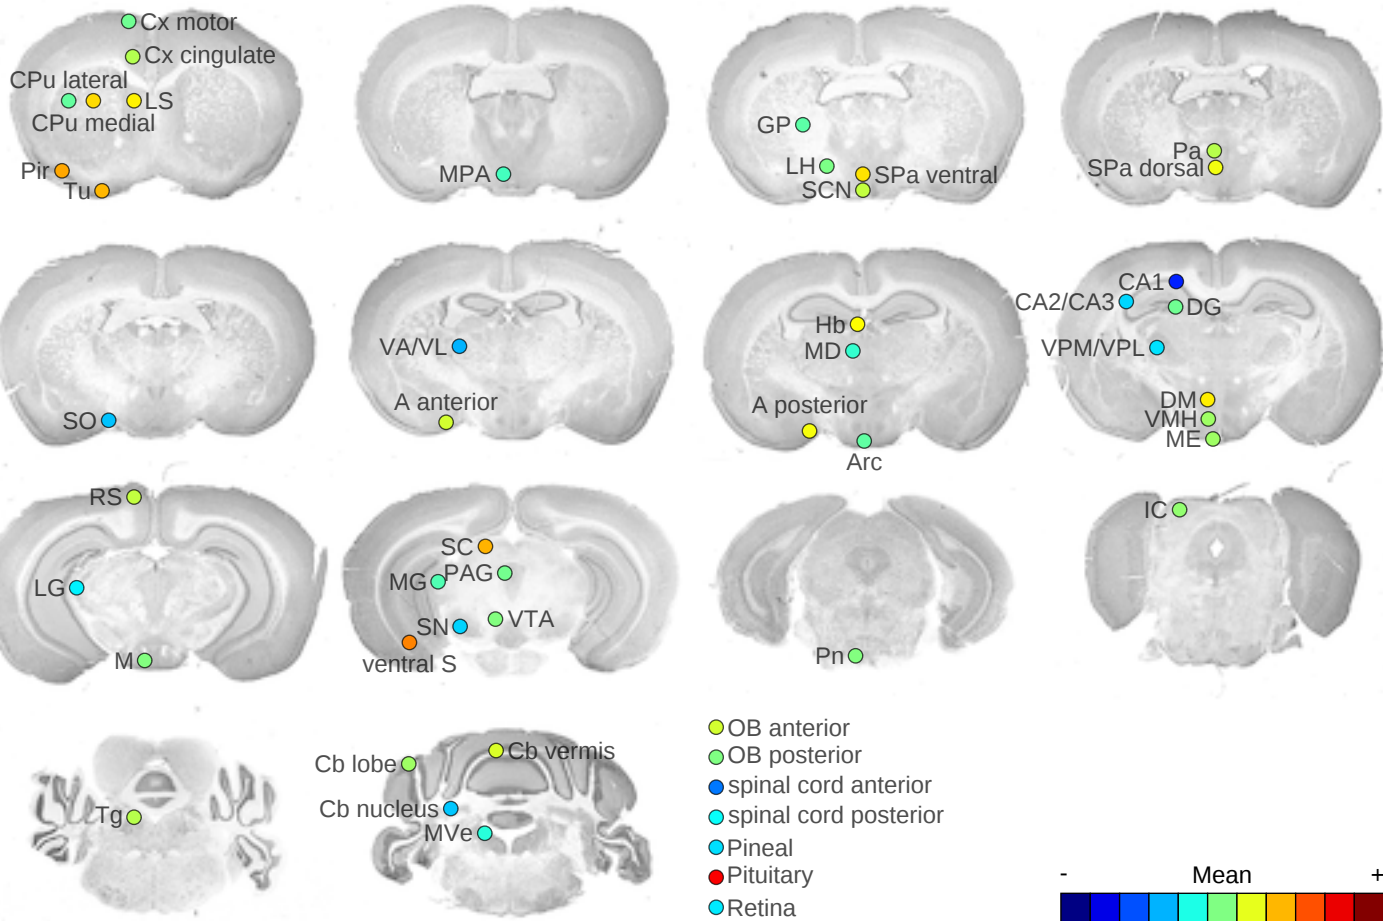 Cx motor
Cx cingulate
CPu lateral
LS
CPu medial
Pir
Tu
MPA
GP
LH
SPa ventral
SCN
Pa
SPa dorsal
SO
VA/VL
A anterior
Hb
MD
A posterior
Arc
CA1
CA2/CA3
DG
VPM/VPL
DM
VMH
ME
RS
LG
M
SC
MG
PAG
SN
VTA
ventral S
Pn
IC
Tg
Cb lobe
Cb vermis
Cb nucleus
MVe
OB anterior
OB posterior
spinal cord anterior
spinal cord posterior
Pineal
Pituitary
Retina
- Mean +